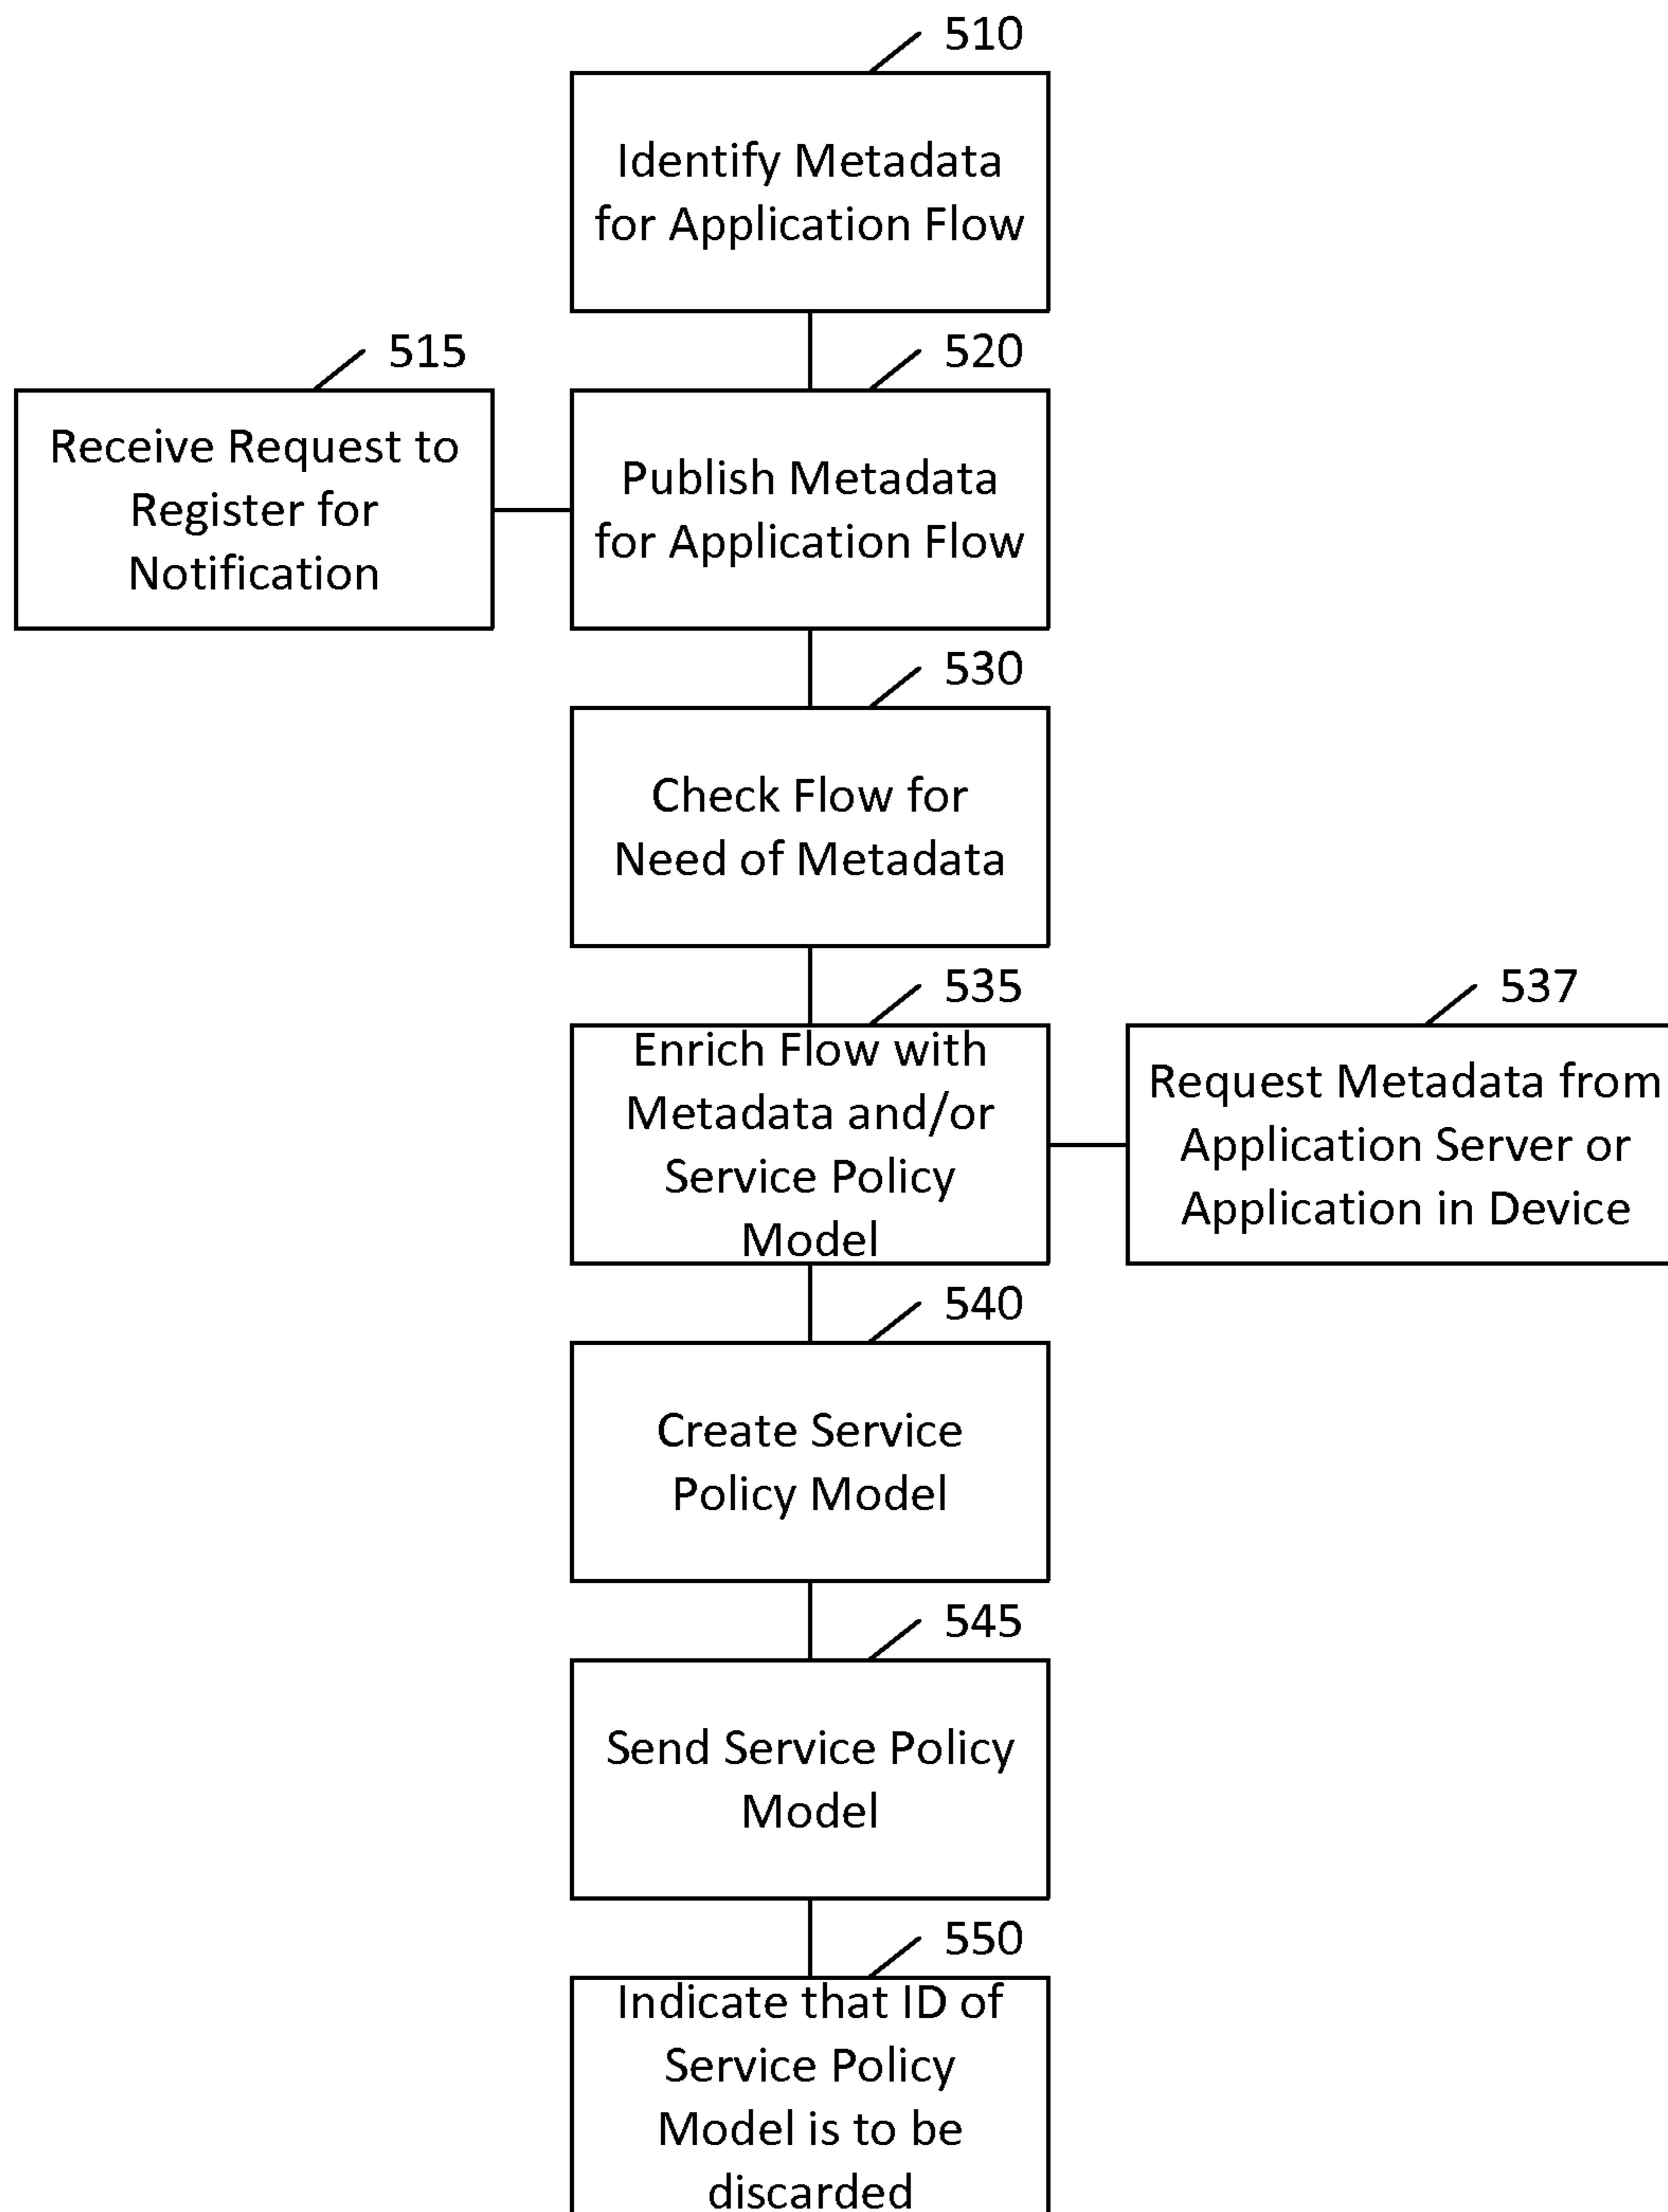 510
Identify Metadata
for Application Flow
515
Receive Request to
Register for
Notification
520
Publish Metadata
for Application Flow
530
Check Flow for
Need of Metadata
535
Enrich Flow with
Metadata and/or
Service Policy
Model
537
Request Metadata from
Application Server or
Application in Device
540
Create Service
Policy Model
545
Send Service Policy
Model
550
Indicate that ID of
Service Policy
Model is to be
discarded